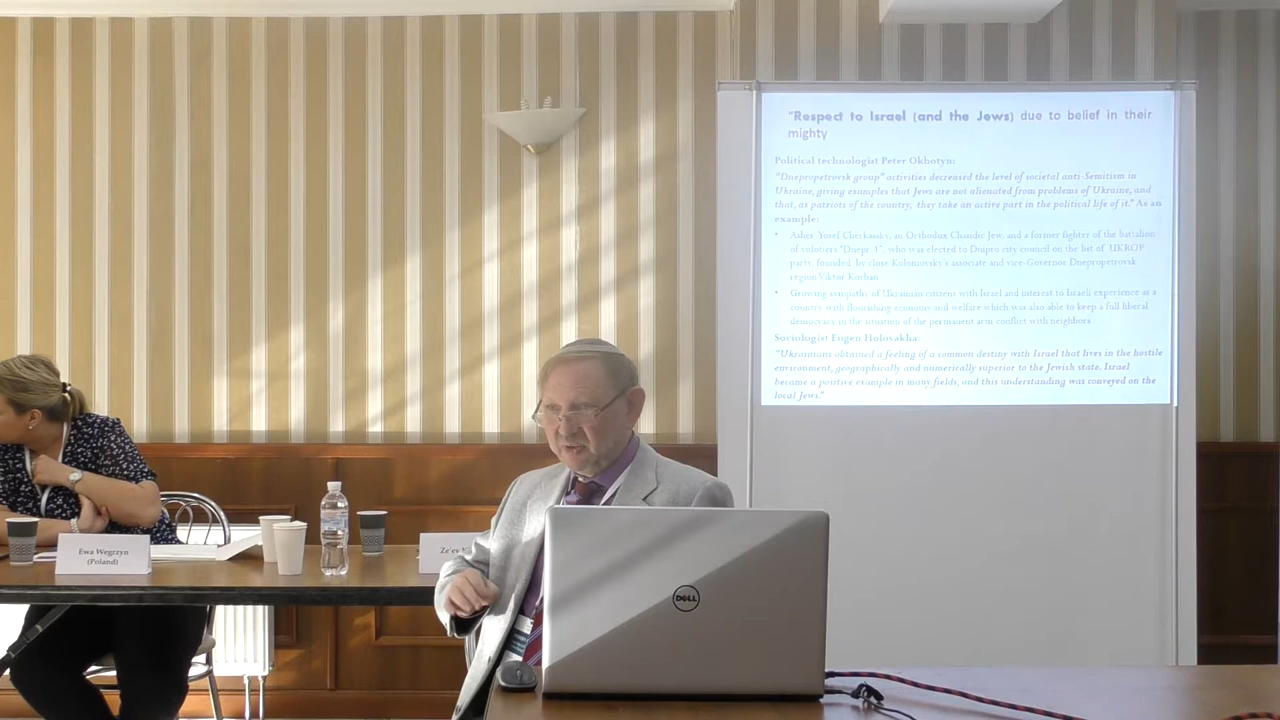 "Respect to Israel (and the Jews) due to belief in their
mighty
Political technologist Peter Okhotyn:
"Dnepropetrovsk group" activities decreased the level of societal anti-Semitism in
Ukraine, giving examples that Jews are not alienated from problems of Ukraine, and
that, as patriots of the country, they take an active part in the political life of it." As an
example:
• Asher Yosef Cherkassky, an Orthodox Chasidic Jew, and a former fighter of the battalion
of volunteers "Dnepr 1", who was elected to Dnipro city council on the list of UKROP
party, founded by close Kolomoysky's associate and vice-Governor Dnepropetrovsk
region Viktor Korban
• Growing sympathy of Ukrainian citizens with Israel and interest to Israeli experience as a
country with flourishing economy and welfare which was also able to keep a full liberal
democracy in the situation of the permanent arm conflict with neighbors
Sociologist Eugen Holovakha:
"Ukrainians obtained a feeling of a common destiny with Israel that lives in the hostile
environment, geographically and numerically superior to the Jewish state. Israel
became a positive example in many fields, and this understanding was conveyed on the
local Jews."
Ewa Węgrzyn
(Poland)
Ze'ev
DELL